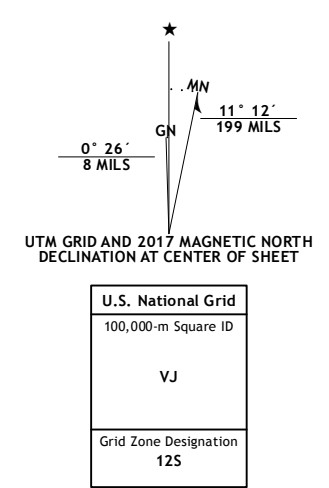 ★
MN
GN
11° 12´
199 MILS
0° 26´
8 MILS
UTM GRID AND 2017 MAGNETIC NORTH
DECLINATION AT CENTER OF SHEET
U.S. National Grid
100,000-m Square ID
VJ
Grid Zone Designation
12S